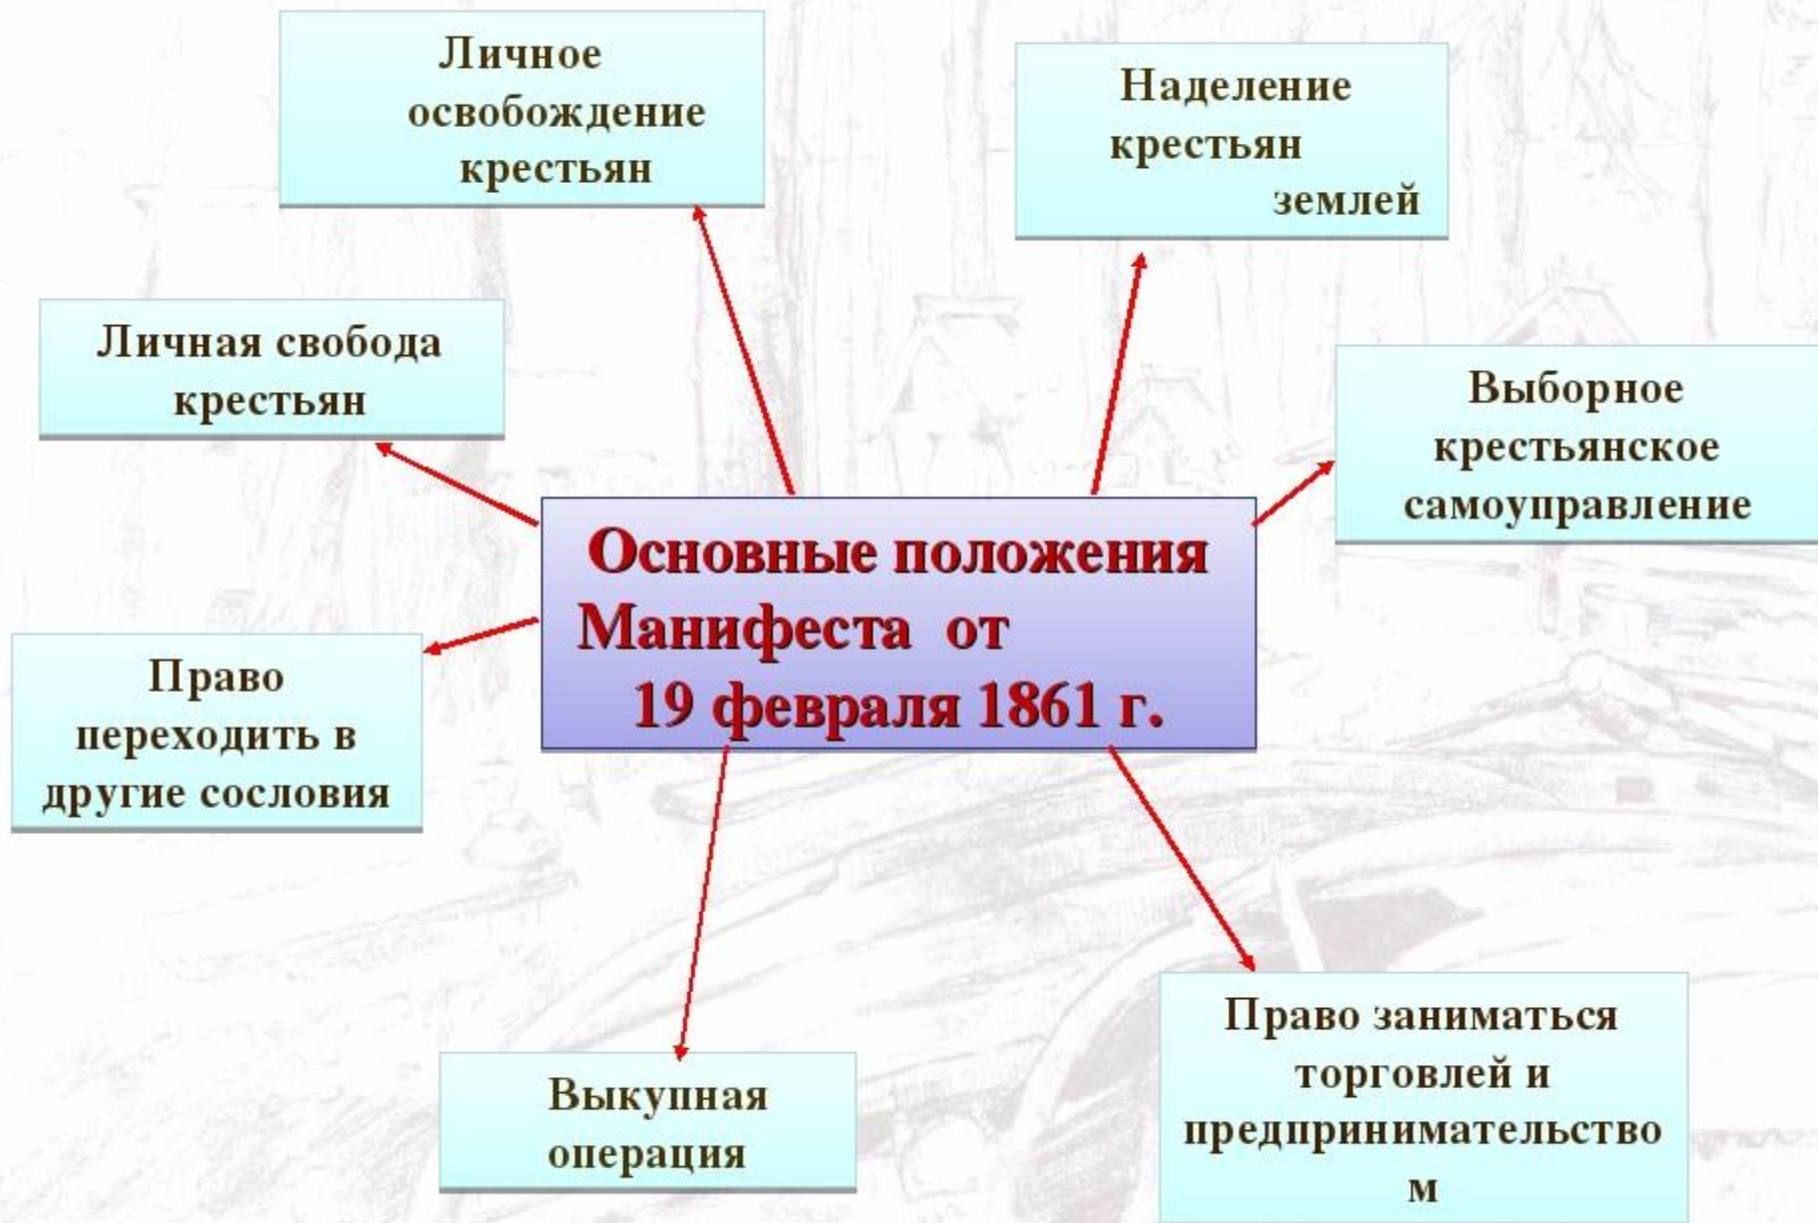 Личное
освобождение
крестьян
Наделение
крестьян
землей
Личная свобода
крестьян
Выборное
крестьянское
самоуправление
Основные положения
Манифеста от
19 февраля 1861 г.
Право
переходить в
другие сословия
Выкупная
операция
Право заниматься
торговлей и
предпринимательство
м